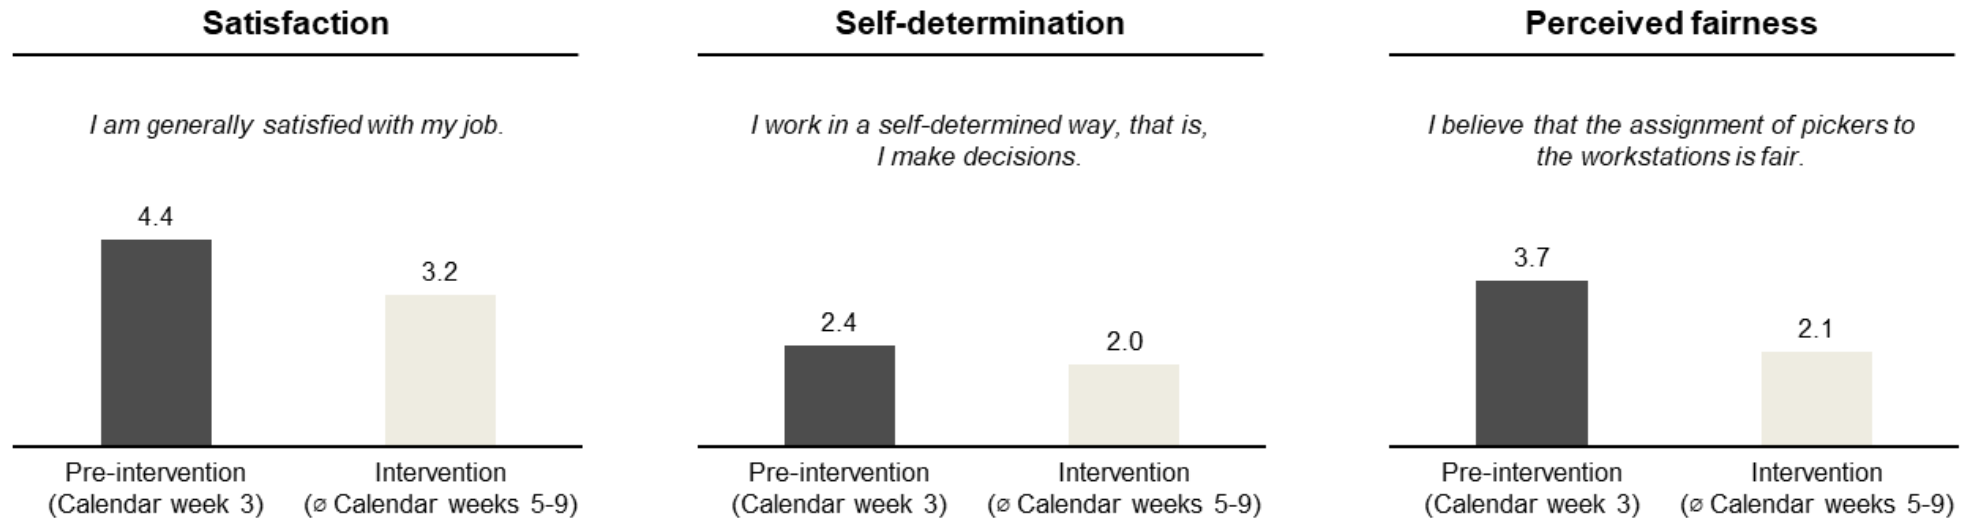 Satisfaction
I am generally satisfied with my job.
4.4
3.2
Pre-intervention
(Calendar week 3)
Intervention
(⌀ Calendar weeks 5-9)
Self-determination
I work in a self-determined way, that is,
I make decisions.
2.4
2.0
Pre-intervention
(Calendar week 3)
Intervention
(⌀ Calendar weeks 5-9)
Perceived fairness
I believe that the assignment of pickers to
the workstations is fair.
3.7
2.1
Pre-intervention
(Calendar week 3)
Intervention
(⌀ Calendar weeks 5-9)